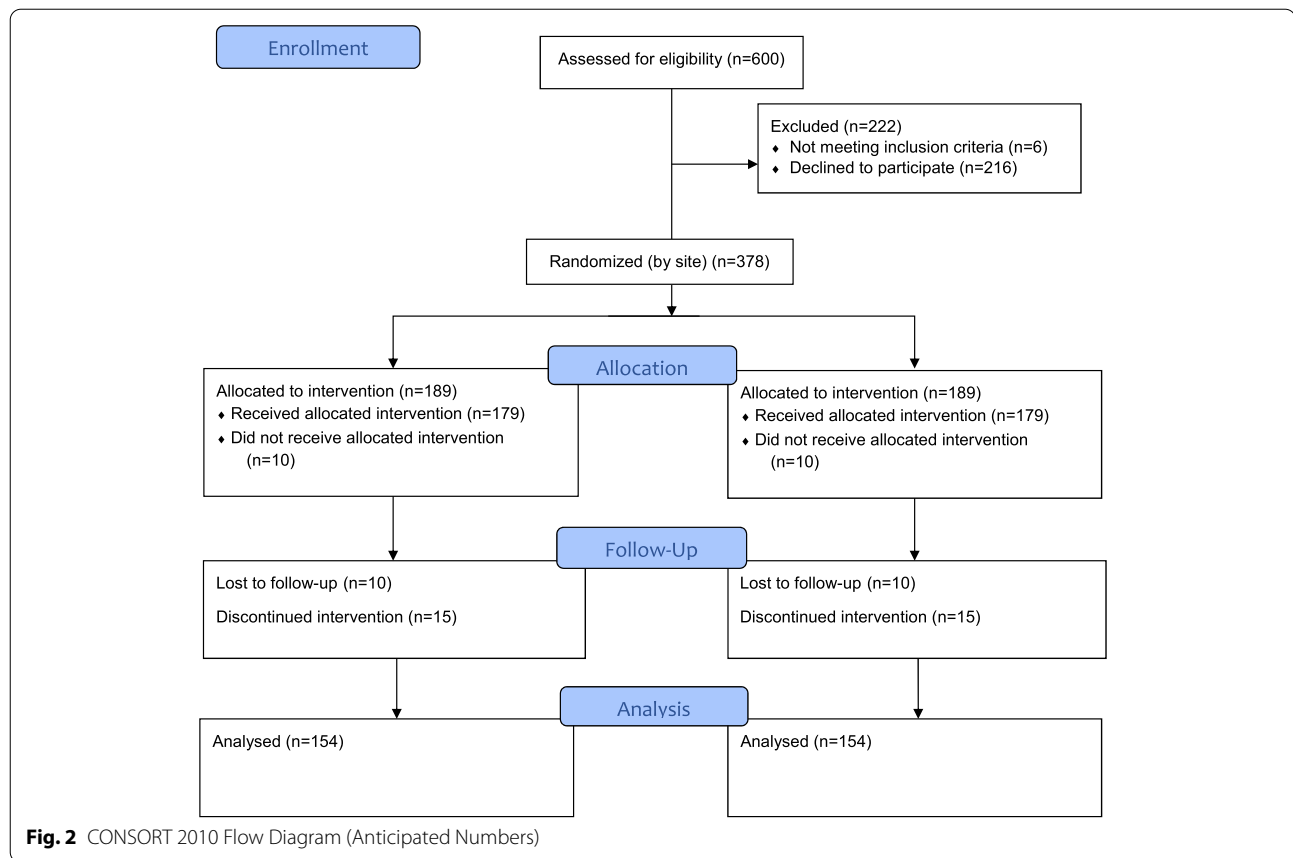 Enrollment
Assessed for eligibility (n=600)
Excluded (n=222)
♦ Not meeting inclusion criteria (n=6)
♦ Declined to participate (n=216)
Randomized (by site) (n=378)
Allocation
Allocated to intervention (n=189)
♦ Received allocated intervention (n=179)
♦ Did not receive allocated intervention
(n=10)
Allocated to intervention (n=189)
♦ Received allocated intervention (n=179)
♦ Did not receive allocated intervention
(n=10)
Follow-Up
Lost to follow-up (n=10)
Discontinued intervention (n=15)
Lost to follow-up (n=10)
Discontinued intervention (n=15)
Analysis
Analysed (n=154)
Analysed (n=154)
Fig. 2 CONSORT 2010 Flow Diagram (Anticipated Numbers)